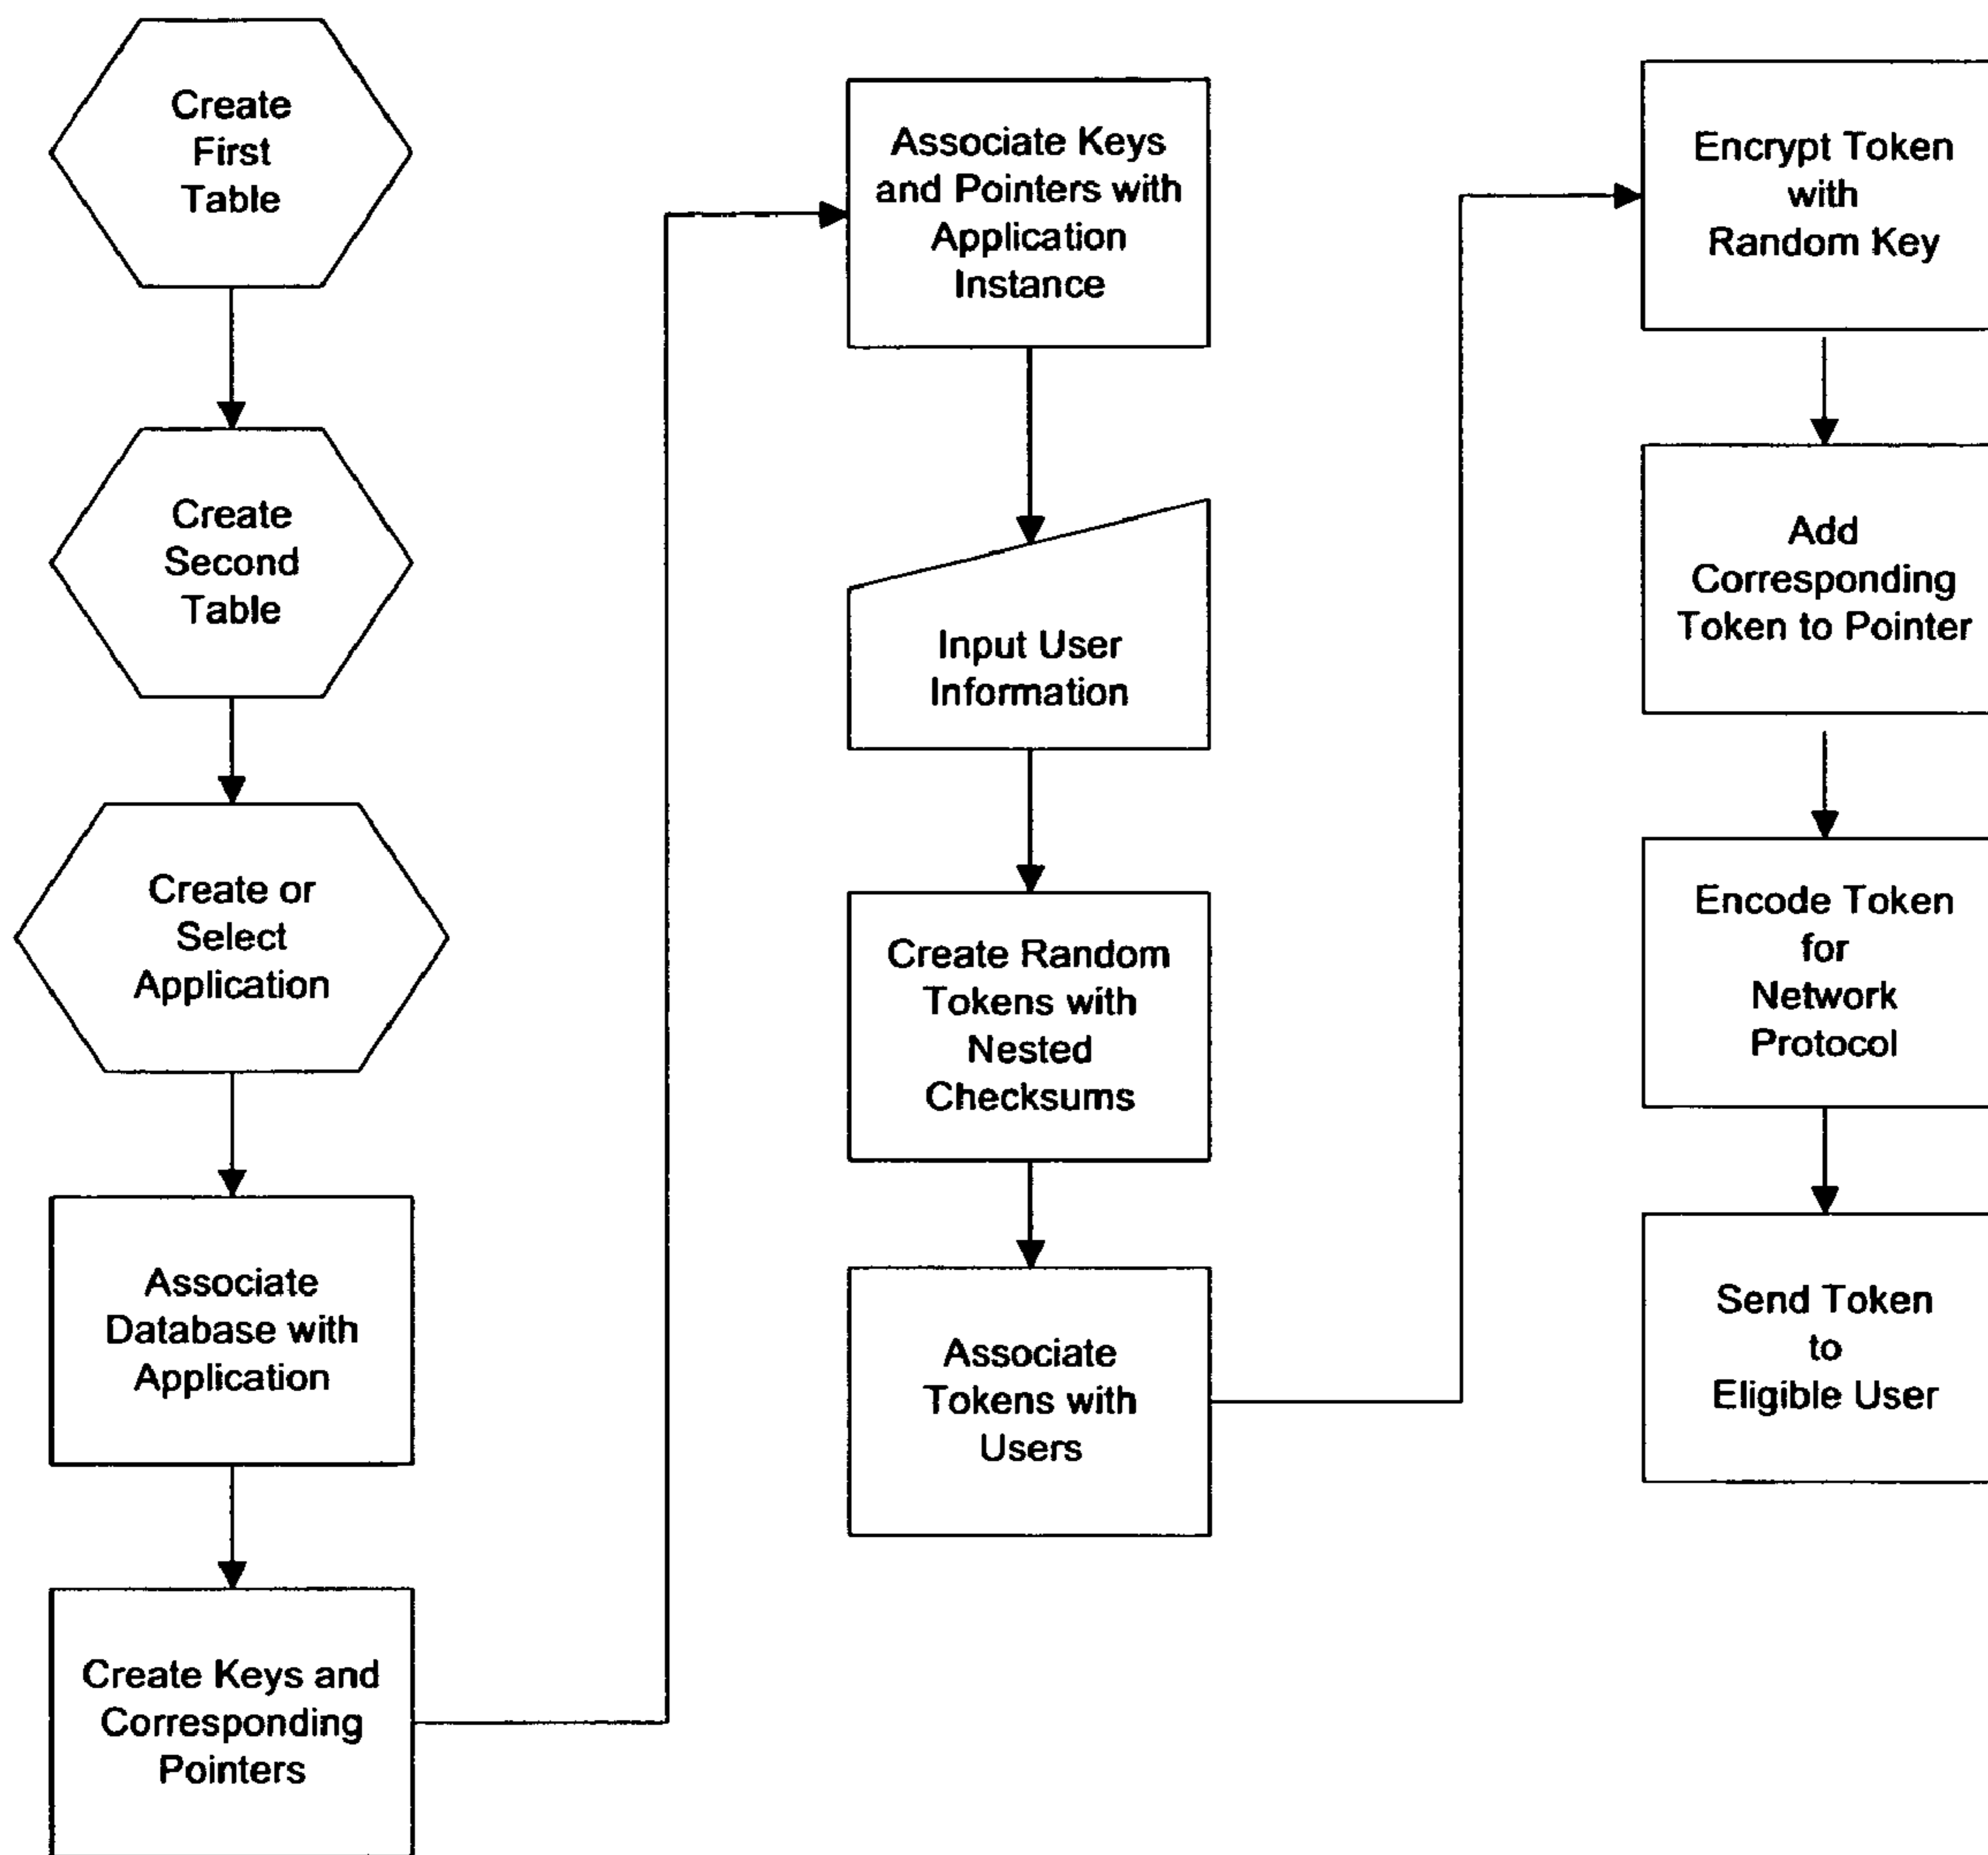 Create
First
Table
Create
Second
Table
Create or
Select
Application
Associate
Database with
Application
Create Keys and
Corresponding
Pointers
Associate Keys
and Pointers with
Application
Instance
Input User
Information
Create Random
Tokens with
Nested
Checksums
Associate
Tokens with
Users
Encrypt Token
with
Random Key
Add
Corresponding
Token to Pointer
Encode Token
for
Network
Protocol
Send Token
to
Eligible User